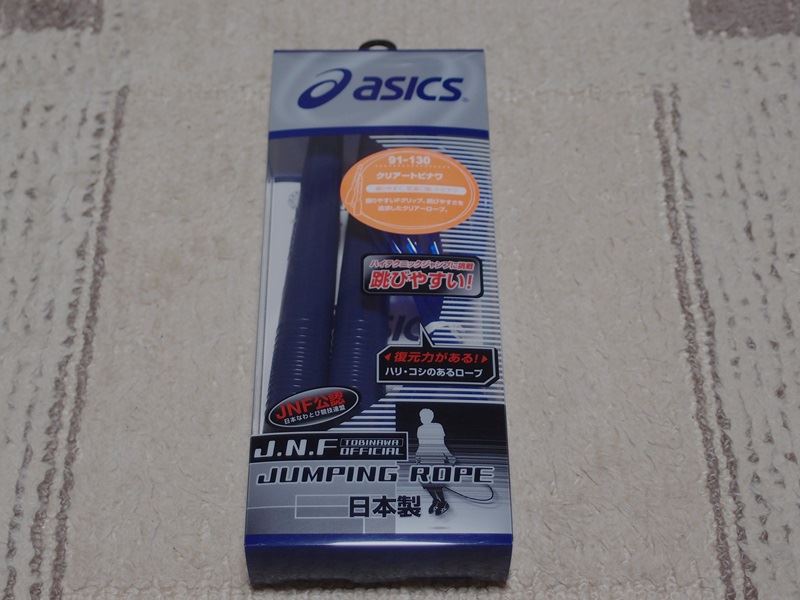 asics
91-130
クリアートビナワ
握りやすいFグリップ、跳びやすさを
追求したクリアーロープ。
ハイテクニックジャンプに挑戦
跳びやすい!
SIC
復元力がある!
ハリ・コシのあるロープ
JNF公認
日本なわとび競技連盟
J.N.F TOBINAWA
OFFICIAL
JUMPING ROPE
日本製